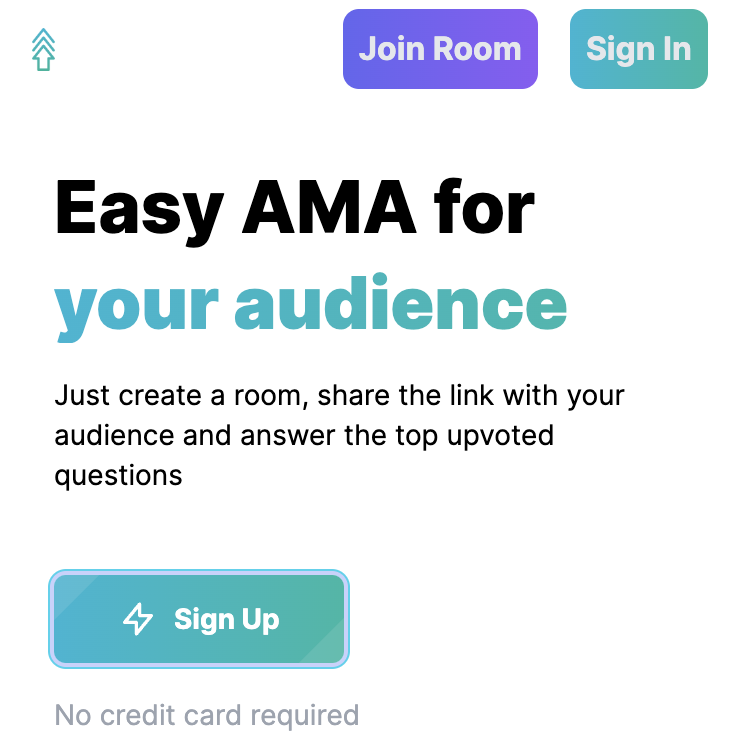 Join Room
Sign In
Easy AMA for
your audience
Just create a room, share the link with your
audience and answer the top upvoted
questions
Sign Up
No credit card required